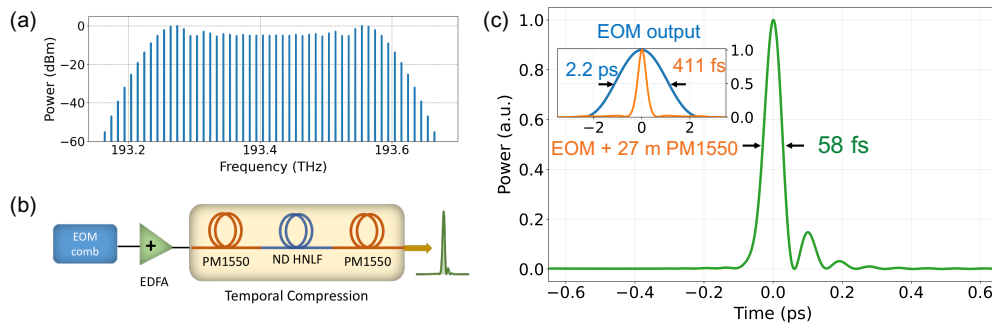 (a)
0
−20
−40
−60
Power (dBm)
193.2
193.4
193.6
Frequency (THz)
(b)
EOM
comb
+
EDFA
PM1550
ND HNLF
PM1550
Temporal Compression
(c)
1.0
0.8
0.6
0.4
0.2
0.0
Power (a.u.)
EOM output
2.2 ps
411 fs
1.0
0.5
0.0
−2
0
2
EOM + 27 m PM1550
58 fs
−0.6
−0.4
−0.2
0.0
0.2
0.4
0.6
Time (ps)